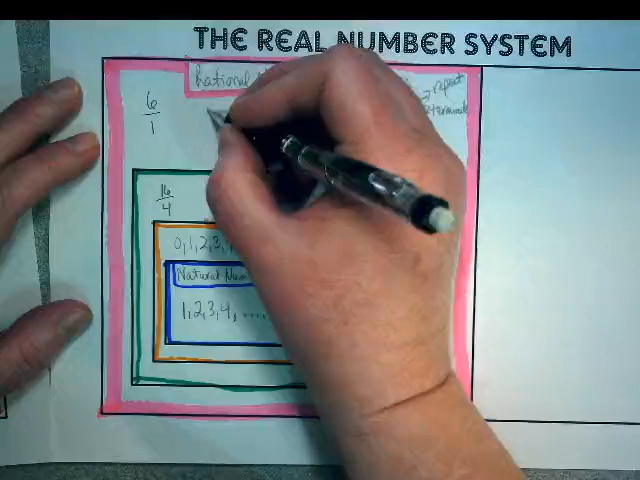 THE REAL NUMBER SYSTEM
Rational
repeat
6
1
16
4
0,1,2,3,
Natural Num
1,2,3,4,....